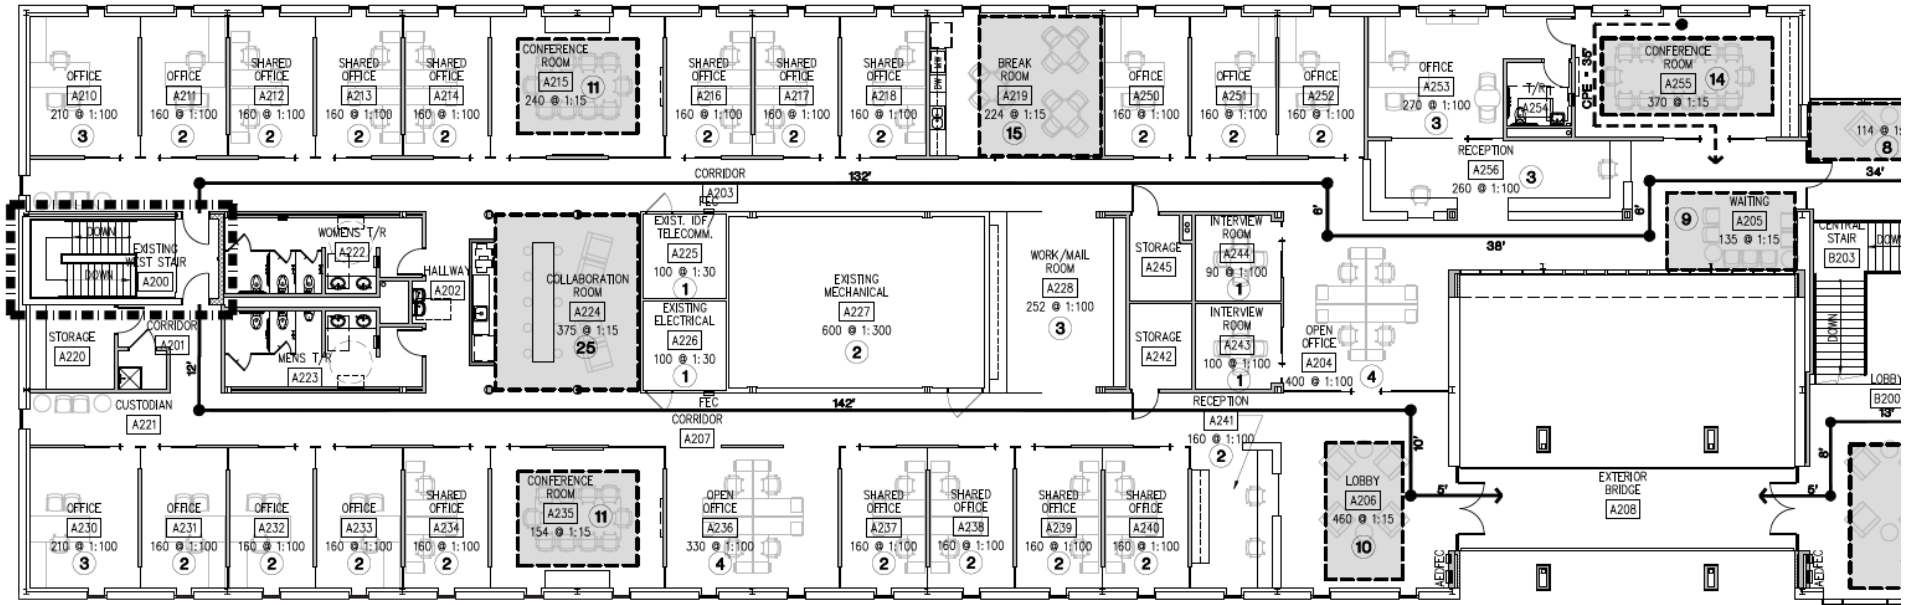 OFFICE
A210
210 @ 1:100
3
OFFICE
A211
160 @ 1:100
2
SHARED
OFFICE
A212
160 @ 1:100
2
SHARED
OFFICE
A213
160 @ 1:100
2
SHARED
OFFICE
A214
160 @ 1:100
2
CONFERENCE
ROOM
A215
11
240 @ 1:15
SHARED
OFFICE
A216
160 @ 1:100
2
SHARED
OFFICE
A217
160 @ 1:100
2
SHARED
OFFICE
A218
160 @ 1:100
2
DW
MW
BREAK
ROOM
A219
224 @ 1:15
15
OFFICE
A250
160 @ 1:100
2
OFFICE
A251
160 @ 1:100
2
OFFICE
A252
160 @ 1:100
2
OFFICE
A253
270 @ 1:100
3
T/R
A254
CPE - 35'
CONFERENCE
ROOM
A255
14
370 @ 1:15
114 @ 1:
8
RECEPTION
A256
3
260 @ 1:100
34'
CORRIDOR
A203
132'
6'
38'
6'
WAITING
9
A205
135 @ 1:15
DOWN
EXISTING
WEST STAIR
A200
DOWN
WOMENS T/R
A222
HALLWAY
A202
COLLABORATION
ROOM
A224
375 @ 1:15
25
FEC
EXIST. IDF/
TELECOMM.
A225
100 @ 1:30
1
EXISTING
ELECTRICAL
A226
100 @ 1:30
1
EXISTING
MECHANICAL
A227
600 @ 1:300
2
WORK/MAIL
ROOM
A228
252 @ 1:100
3
STORAGE
A245
INTERVIEW
ROOM
A244
90 @ 1:100
1
STORAGE
A242
INTERVIEW
ROOM
A243
100 @ 1:100
1
OPEN
OFFICE
A204
400 @ 1:100
4
CENTRAL
STAIR
B203
DOWN
DOWN
LOBBY
B200
13'
STORAGE
A220
CORRIDOR
A201
12'
MENS T/R
A223
CUSTODIAN
A221
FEC
CORRIDOR
A207
142'
RECEPTION
A241
160 @ 1:100
2
10'
5'
5'
8'
OFFICE
A230
210 @ 1:100
3
OFFICE
A231
160 @ 1:100
2
OFFICE
A232
160 @ 1:100
2
OFFICE
A233
160 @ 1:100
2
SHARED
OFFICE
A234
160 @ 1:100
2
CONFERENCE
ROOM
A235
11
154 @ 1:15
OPEN
OFFICE
A236
330 @ 1:100
4
SHARED
OFFICE
A237
160 @ 1:100
2
SHARED
OFFICE
A238
160 @ 1:100
2
SHARED
OFFICE
A239
160 @ 1:100
2
SHARED
OFFICE
A240
160 @ 1:100
2
LOBBY
A206
460 @ 1:15
10
EXTERIOR
BRIDGE
A208
AED
FEC
AED
FEC